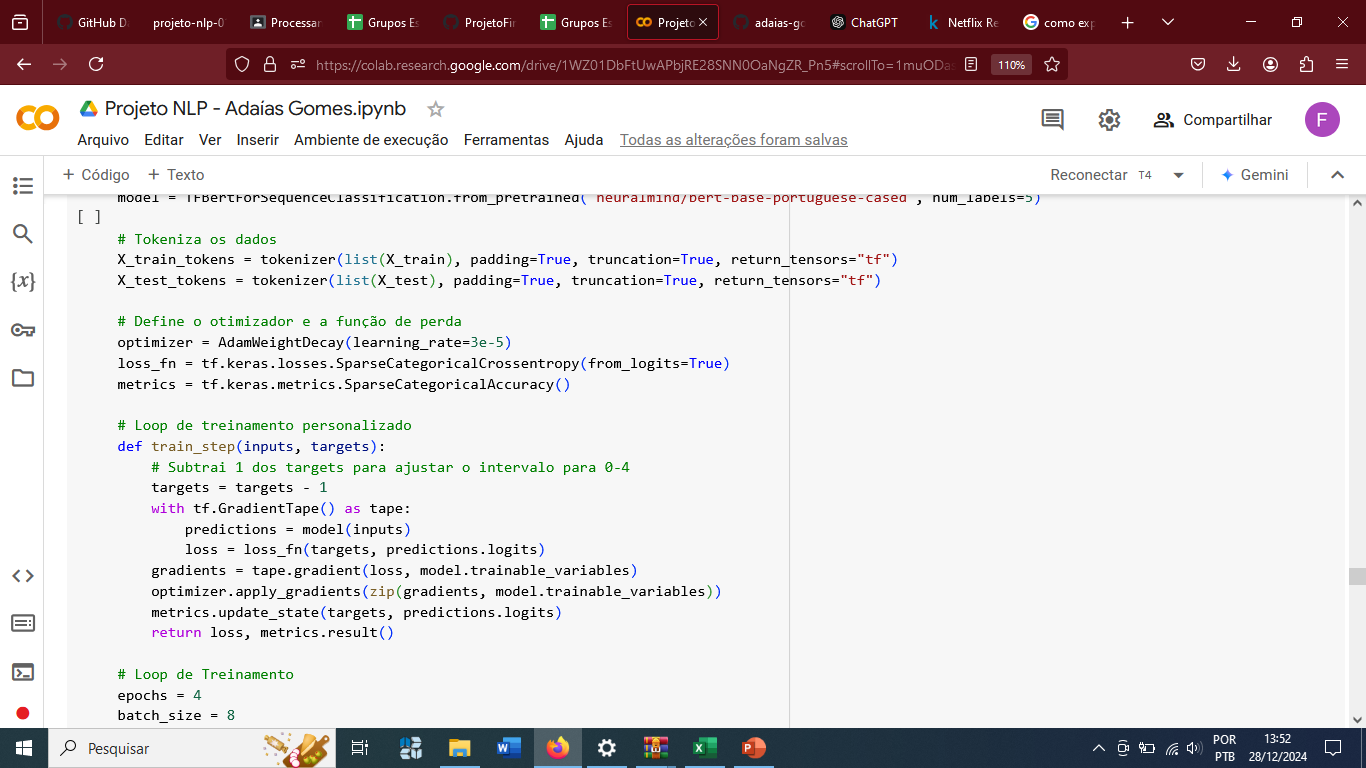 GitHub D
projeto-nlp-0
Processar
Grupos Es
ProjetoFir
Grupos Es
Projeto
adaias-go
ChatGPT
Netflix Re
como exp
https://colab.research.google.com/drive/1WZ01DbFtUwAPbjRE28SNN0OaNgZR_Pn5#scrollTo=1muODas
110%
Projeto NLP - Adaías Gomes.ipynb
F
Arquivo Editar Ver Inserir Ambiente de execução Ferramentas Ajuda Todas as alterações foram salvas
Compartilhar
+ Código + Texto
Reconectar T4
Gemini
model = TFBertForSequenceClassification.from_pretrained('neuralmind/bert-base-portuguese-cased', num_labels=5)
[ ]
# Tokeniza os dados
X_train_tokens = tokenizer(list(X_train), padding=True, truncation=True, return_tensors="tf")
X_test_tokens = tokenizer(list(X_test), padding=True, truncation=True, return_tensors="tf")
# Define o otimizador e a função de perda
optimizer = AdamWeightDecay(learning_rate=3e-5)
loss_fn = tf.keras.losses.SparseCategoricalCrossentropy(from_logits=True)
metrics = tf.keras.metrics.SparseCategoricalAccuracy()
# Loop de treinamento personalizado
def train_step(inputs, targets):
# Subtrai 1 dos targets para ajustar o intervalo para 0-4
targets = targets - 1
with tf.GradientTape() as tape:
predictions = model(inputs)
loss = loss_fn(targets, predictions.logits)
gradients = tape.gradient(loss, model.trainable_variables)
optimizer.apply_gradients(zip(gradients, model.trainable_variables))
metrics.update_state(targets, predictions.logits)
return loss, metrics.result()
# Loop de Treinamento
epochs = 4
batch_size = 8
Pesquisar
POR
PTB
13:52
28/12/2024